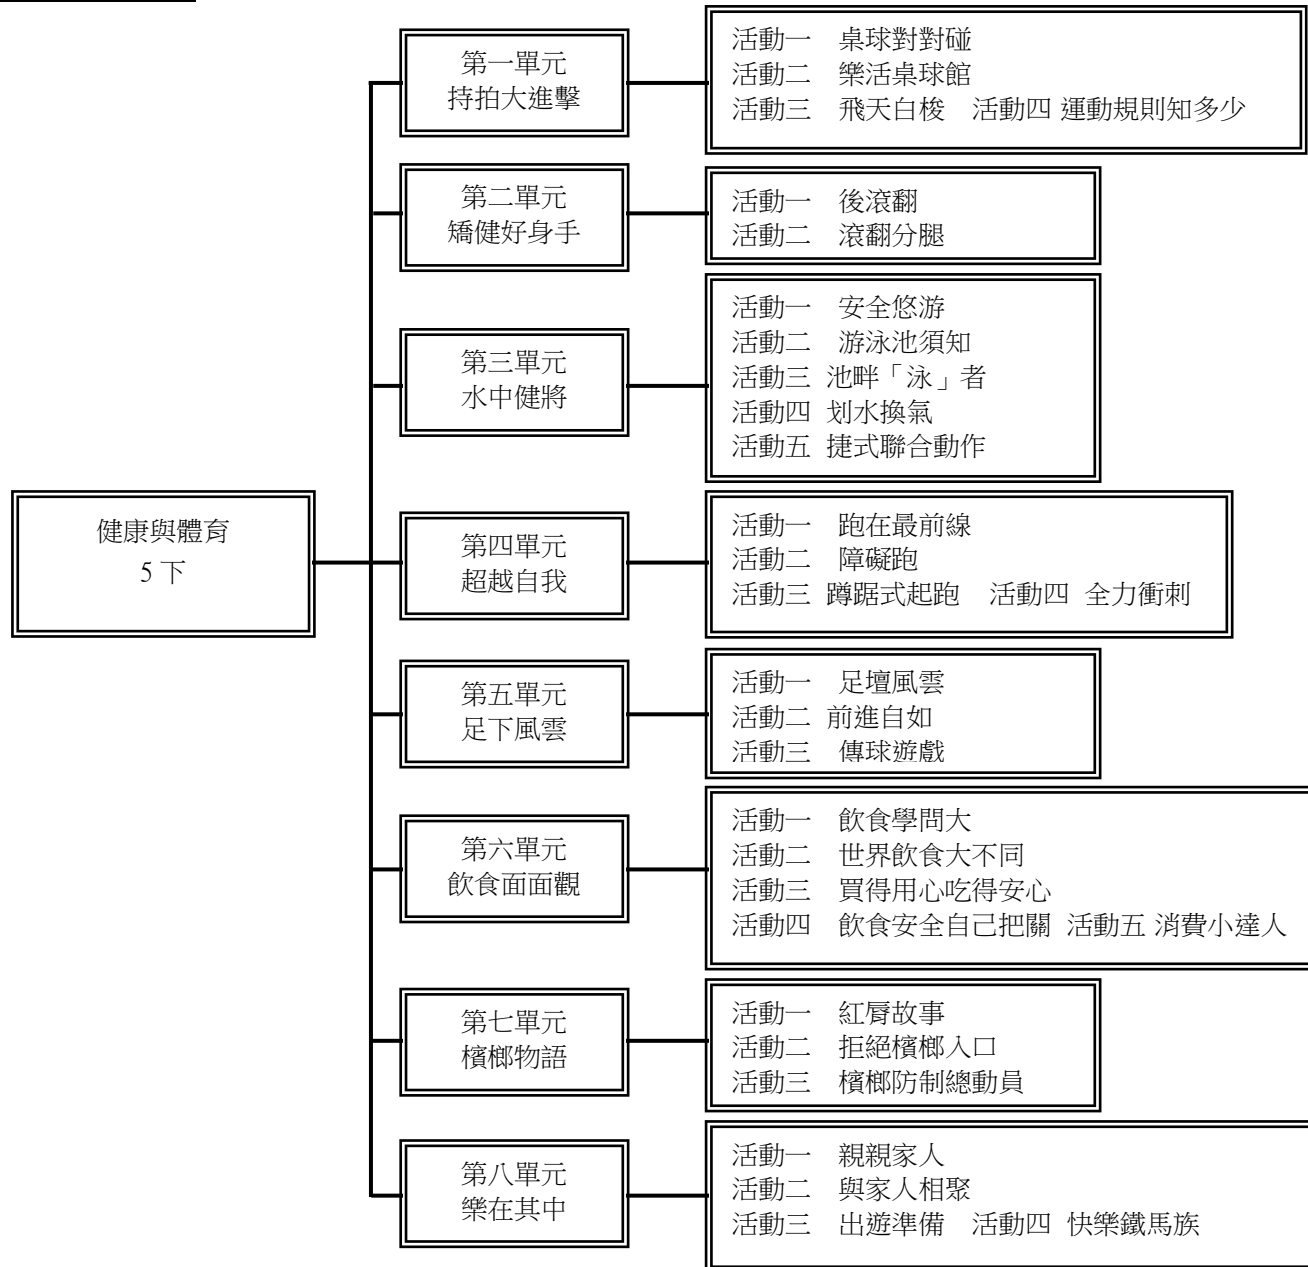 健康與體育
5 下
第一單元
持拍大進擊
活動一 桌球對對碰
活動二 樂活桌球館
活動三 飛天白梭 活動四 運動規則知多少
第二單元
矯健好身手
活動一 後滾翻
活動二 滾翻分腿
第三單元
水中健將
活動一 安全悠游
活動二 游泳池須知
活動三 池畔「泳」者
活動四 划水換氣
活動五 捷式聯合動作
第四單元
超越自我
活動一 跑在最前線
活動二 障礙跑
活動三 蹲踞式起跑 活動四 全力衝刺
第五單元
足下風雲
活動一 足壇風雲
活動二 前進自如
活動三 傳球遊戲
第六單元
飲食面面觀
活動一 飲食學問大
活動二 世界飲食大不同
活動三 買得用心吃得安心
活動四 飲食安全自己把關 活動五 消費小達人
第七單元
檳榔物語
活動一 紅脣故事
活動二 拒絕檳榔入口
活動三 檳榔防制總動員
第八單元
樂在其中
活動一 親親家人
活動二 與家人相聚
活動三 出遊準備 活動四 快樂鐵馬族